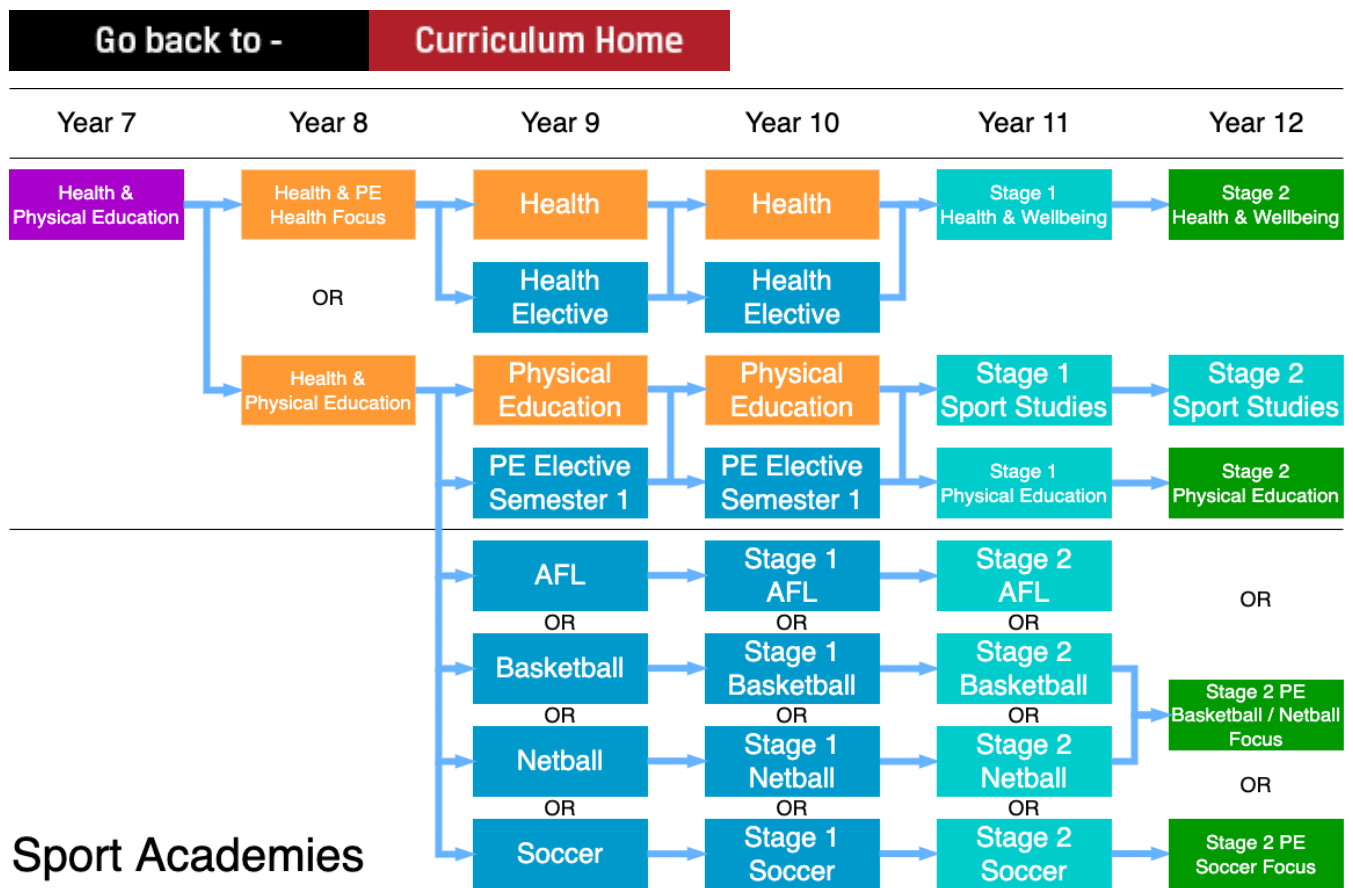 Go back to -
Curriculum Home
Year 7
Year 8
Year 9
Year 10
Year 11
Year 12
Health &
Physical Education
Health & PE
Health Focus
Health
Health
Stage 1
Health & Wellbeing
Stage 2
Health & Wellbeing
OR
Health
Elective
Health
Elective
Health &
Physical Education
Physical
Education
Physical
Education
Stage 1
Sport Studies
Stage 2
Sport Studies
PE Elective
Semester 1
PE Elective
Semester 1
Stage 1
Physical Education
Stage 2
Physical Education
AFL
Stage 1
AFL
Stage 2
AFL
OR
OR
OR
OR
Basketball
Stage 1
Basketball
Stage 2
Basketball
Stage 2 PE
Basketball / Netball
Focus
OR
OR
OR
Netball
Stage 1
Netball
Stage 2
Netball
OR
OR
OR
OR
Sport Academies
Soccer
Stage 1
Soccer
Stage 2
Soccer
Stage 2 PE
Soccer Focus